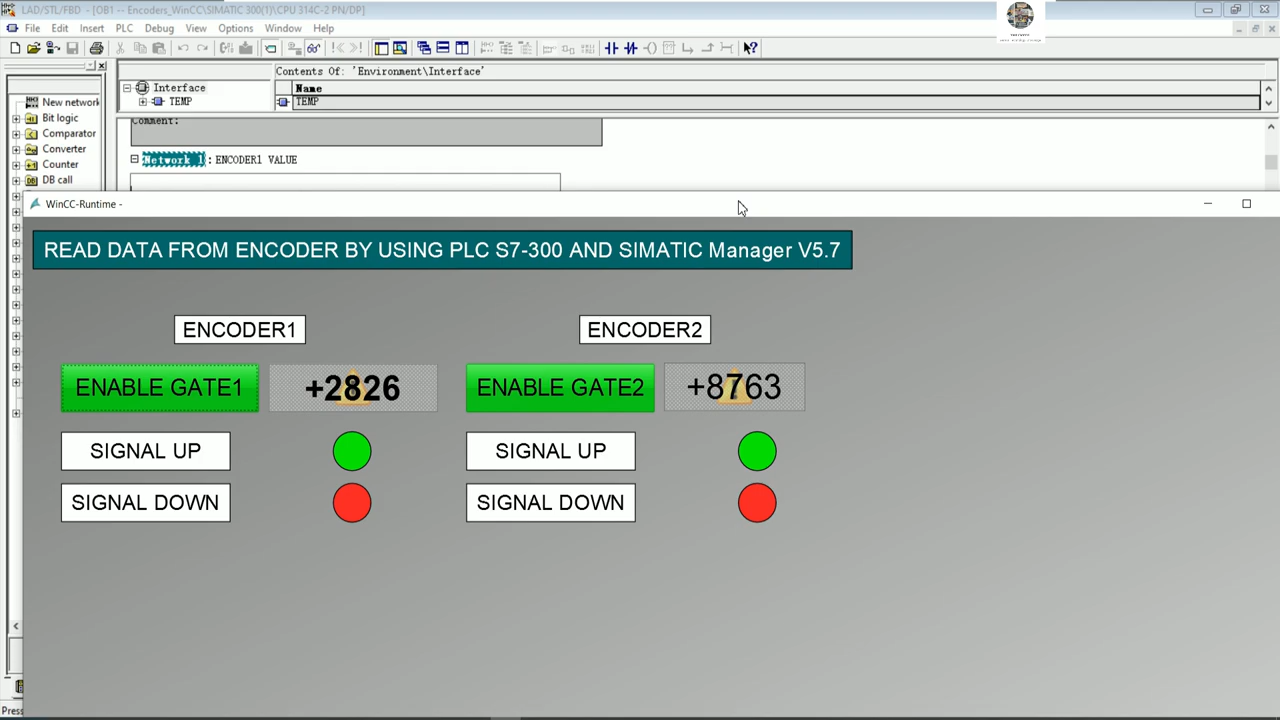 LAD/STL/FBD - [OB1 -- Encoders_WinCC\SIMATIC 300(1)\CPU 314C-2 PN/DP]
File Edit Insert PLC Debug View Options Window Help
Contents Of: 'Environment\Interface'
Interface
Name
TEMP
TEMP
New network
Bit logic
Comparator
Converter
Counter
DB call
Comment:
Network 1: ENCODER1 VALUE
WinCC-Runtime -
READ DATA FROM ENCODER BY USING PLC S7-300 AND SIMATIC Manager V5.7
ENCODER1
ENCODER2
ENABLE GATE1
+2826
ENABLE GATE2
+8763
SIGNAL UP
SIGNAL UP
SIGNAL DOWN
SIGNAL DOWN
Press